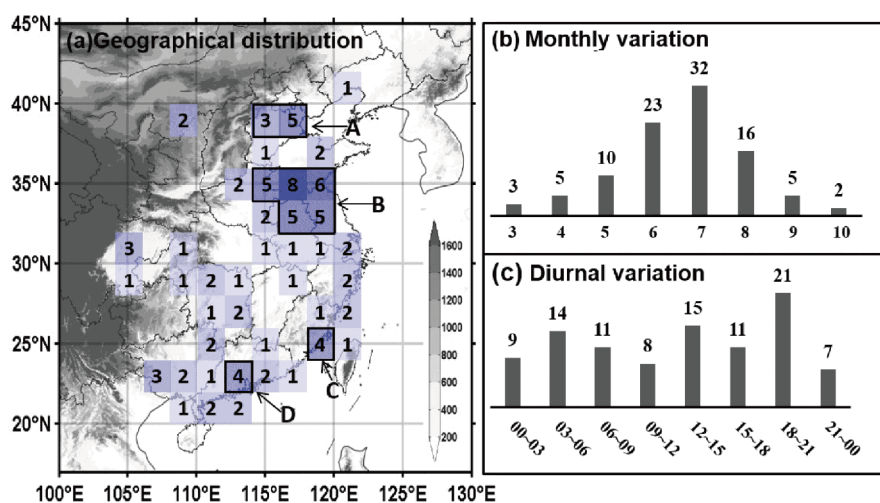 (a)Geographical distribution
45°N
1
40°N
2 3 5
A
1 2
35°N
2 5 8 6
B
2 5 5
30°N
3 1 1 1 1 2
1 1 2 1 1 2
1 2 1 2
25°N
2 1 4 1
C
3 2 1 4 2 1
D
1 2 2
20°N
100°E 105°E 110°E 115°E 120°E 125°E 130°E
1600
1400
1200
1000
800
600
400
200
(b) Monthly variation
3 5 10 23 32 16 5 2
3 4 5 6 7 8 9 10
(c) Diurnal variation
9 14 11 8 15 11 21 7
00~03 03~06 06~09 09~12 12~15 15~18 18~21 21~00